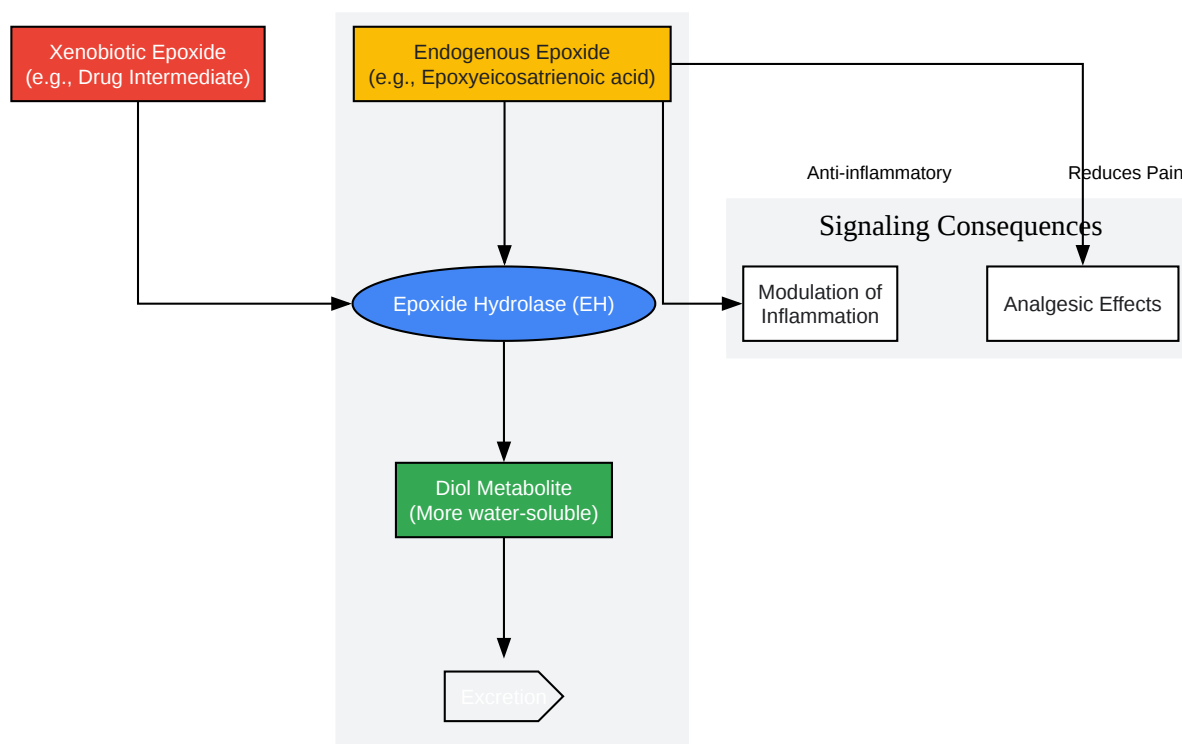 Xenobiotic Epoxide
(e.g., Drug Intermediate)
Endogenous Epoxide
(e.g., Epoxyeicosatrienoic acid)
Anti-inflammatory
Reduces Pain
Signaling Consequences
Epoxide Hydrolase (EH)
Modulation of
Inflammation
Analgesic Effects
Diol Metabolite
(More water-soluble)
Excretion